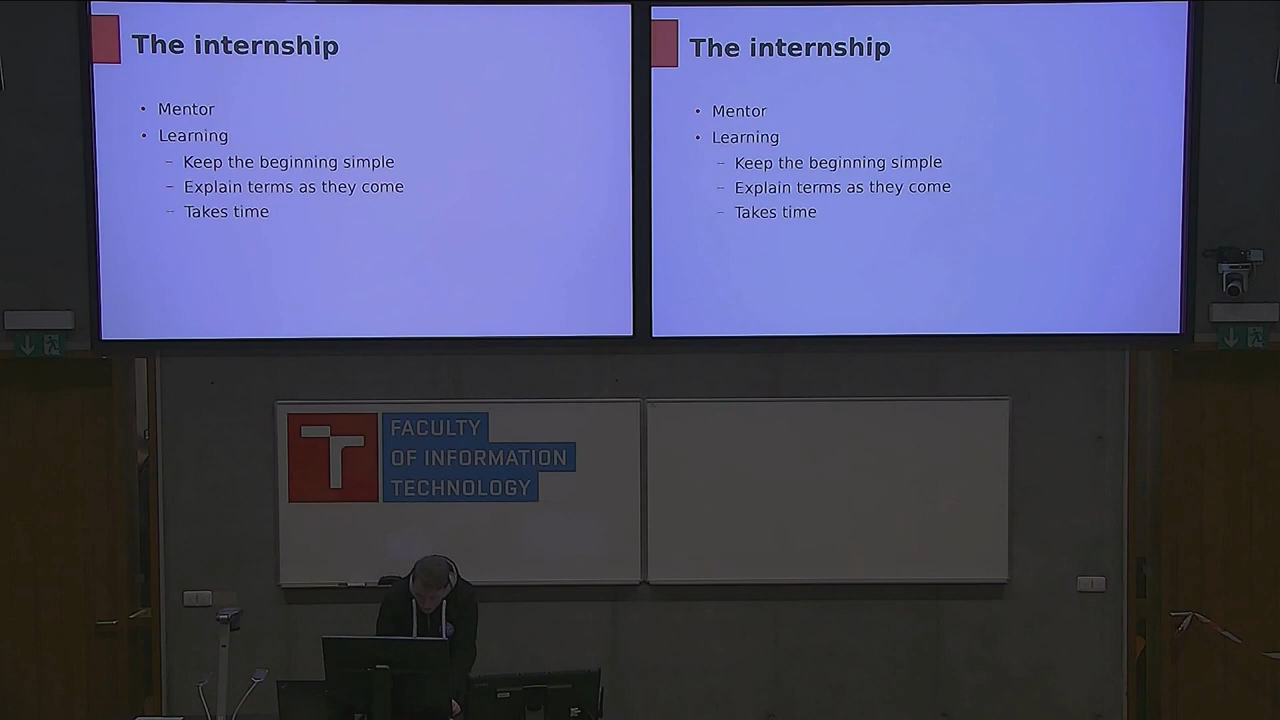 The internship
• Mentor
• Learning
– Keep the beginning simple
– Explain terms as they come
– Takes time
The internship
• Mentor
• Learning
– Keep the beginning simple
– Explain terms as they come
– Takes time
T
FACULTY
OF INFORMATION
TECHNOLOGY